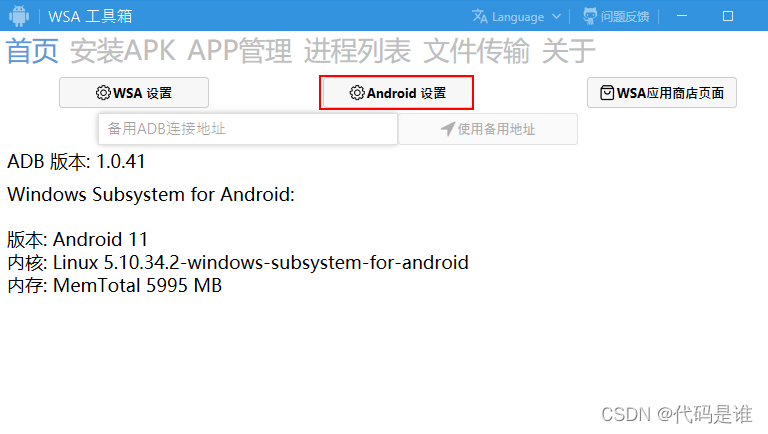 WSA 工具箱 Language 问题反馈
首页 安装APK APP管理 进程列表 文件传输 关于
WSA 设置 Android 设置 WSA应用商店页面
备用ADB连接地址 使用备用地址
ADB 版本: 1.0.41
Windows Subsystem for Android:
版本: Android 11
内核: Linux 5.10.34.2-windows-subsystem-for-android
内存: MemTotal 5995 MB
CSDN @代码是谁